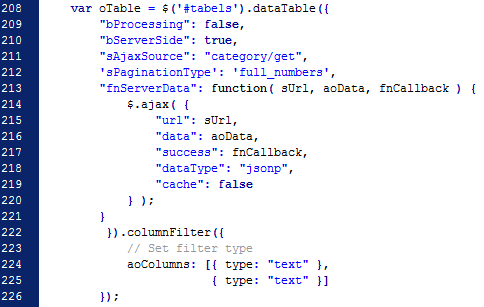 208 var oTable = $('#tabels').dataTable({
209 "bProcessing": false,
210 "bServerSide": true,
211 "sAjaxSource": "category/get",
212 'sPaginationType': 'full_numbers',
213 "fnServerData": function( sUrl, aoData, fnCallback ) {
214 $.ajax( {
215 "url": sUrl,
216 "data": aoData,
217 "success": fnCallback,
218 "dataType": "jsonp",
219 "cache": false
220 } );
221 }
222 }).columnFilter({
223 // Set filter type
224 aoColumns: [{ type: "text" },
225 { type: "text" }]
226 });